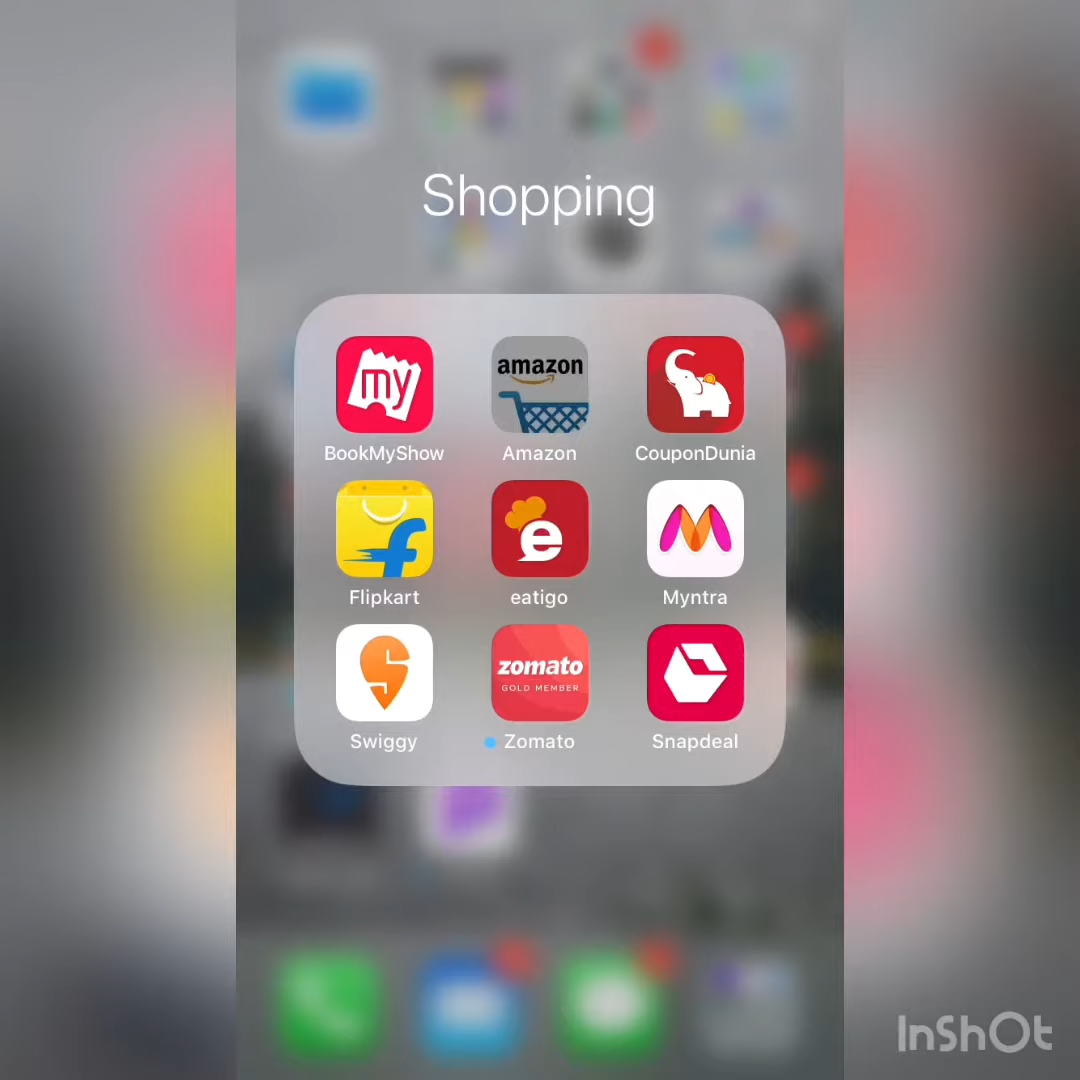 Shopping
my
amazon
BookMyShow
Amazon
CouponDunia
f
e
Flipkart
eatigo
Myntra
zomato
GOLD MEMBER
Swiggy
Zomato
Snapdeal
InShOt